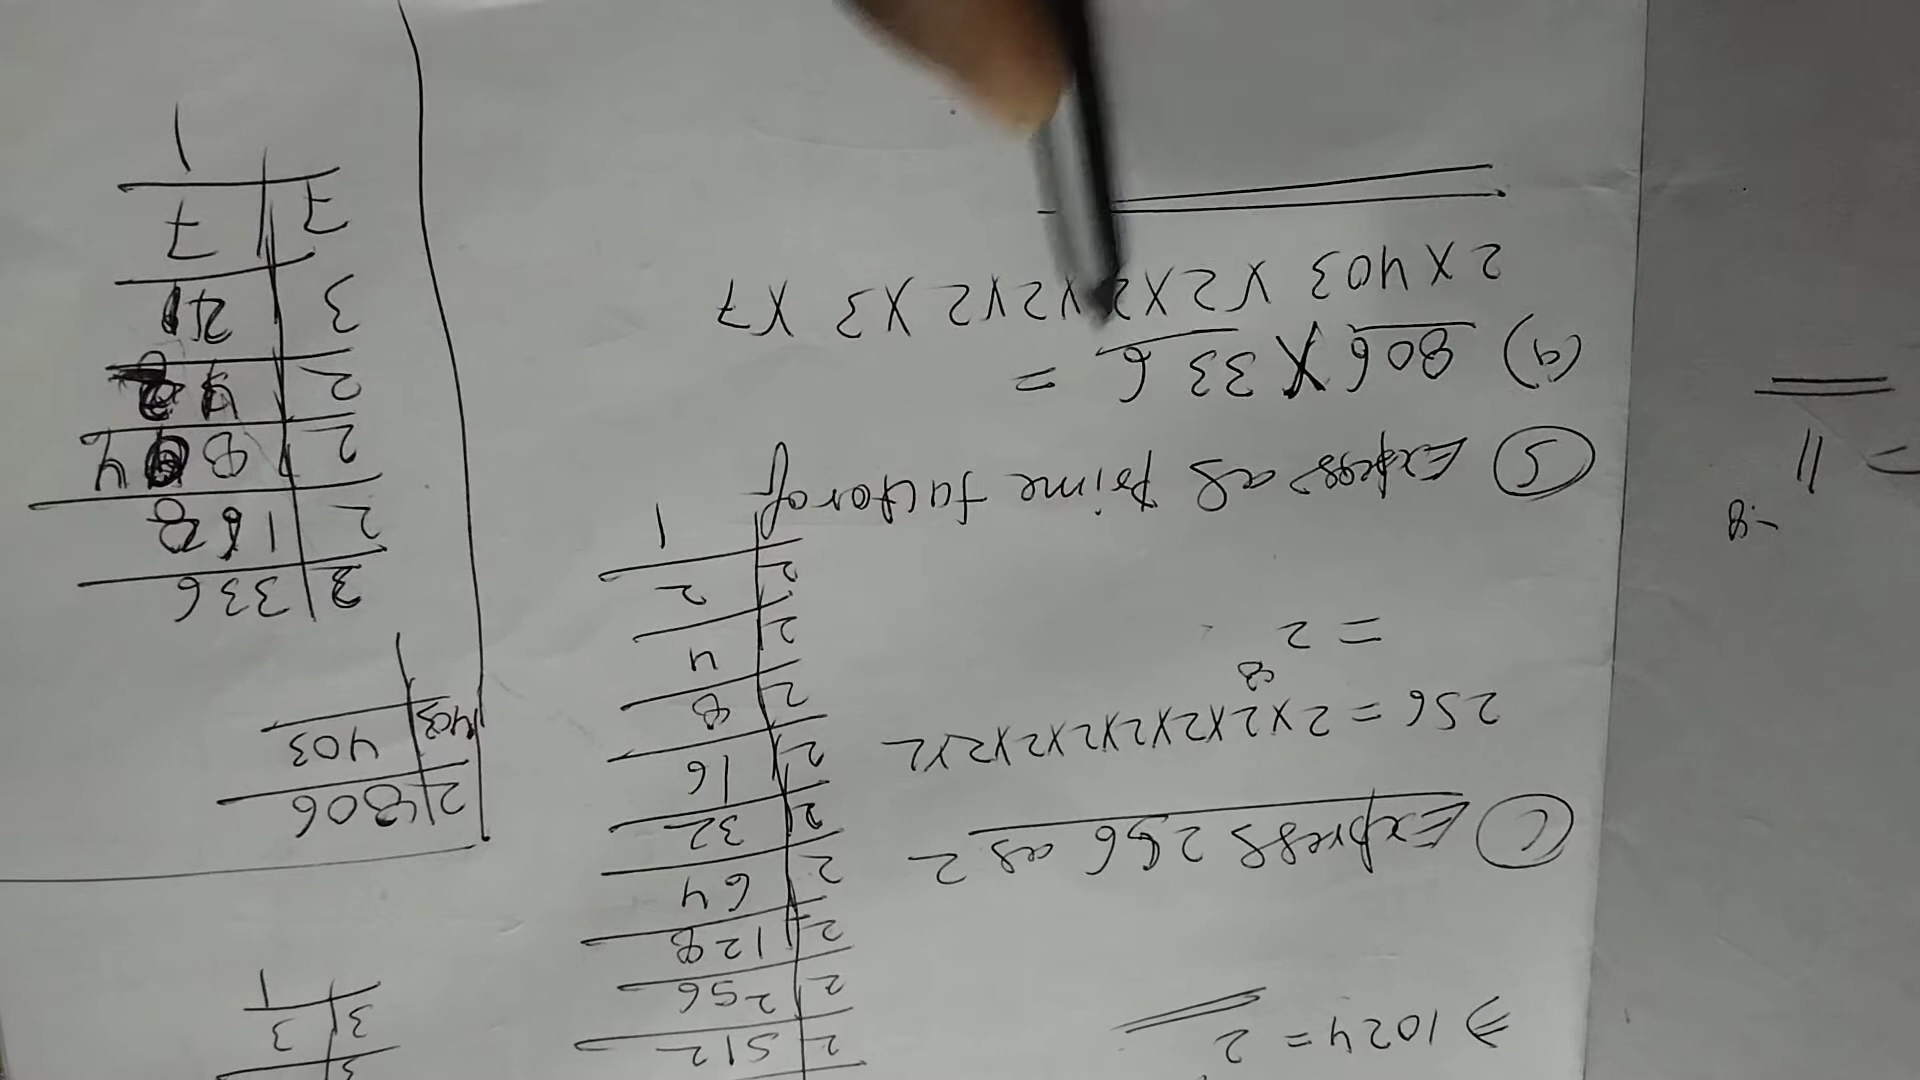 ⇒ 1024 = 2
Ⓒ Express 256 as 2
256 = 2×2×2×2×2×2×2×2
= 2⁸
⑤ Express as prime factor of
(a) 806 × 336 =
2 × 403 × 2×2×2×2 × 3 × 7
2 | 512
2 | 256
2 | 128
2 | 64
2 | 32
2 | 16
2 | 8
2 | 4
2 | 2
1
3 | 3
1
2 | 806
403 | 403
1
2 | 168
2 | 84
2
3 | 21
7 | 7
1
= 11
-8